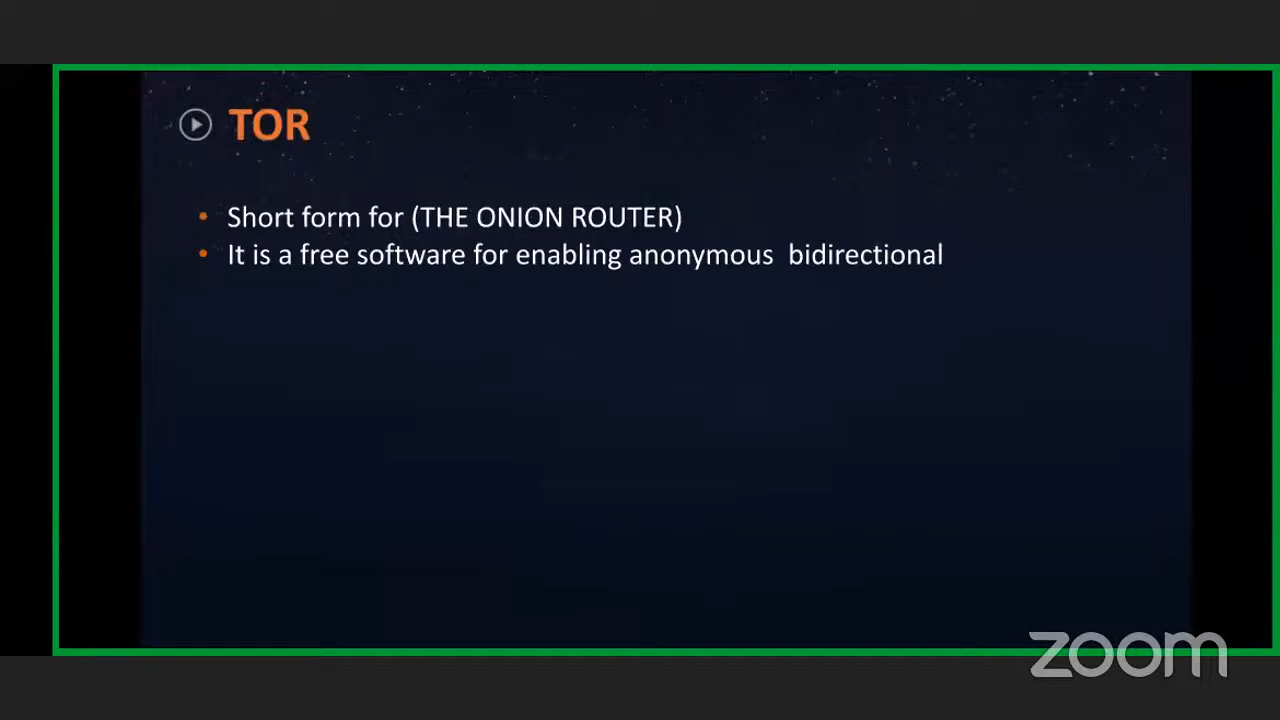 TOR
• Short form for (THE ONION ROUTER)
• It is a free software for enabling anonymous  bidirectional
zoom